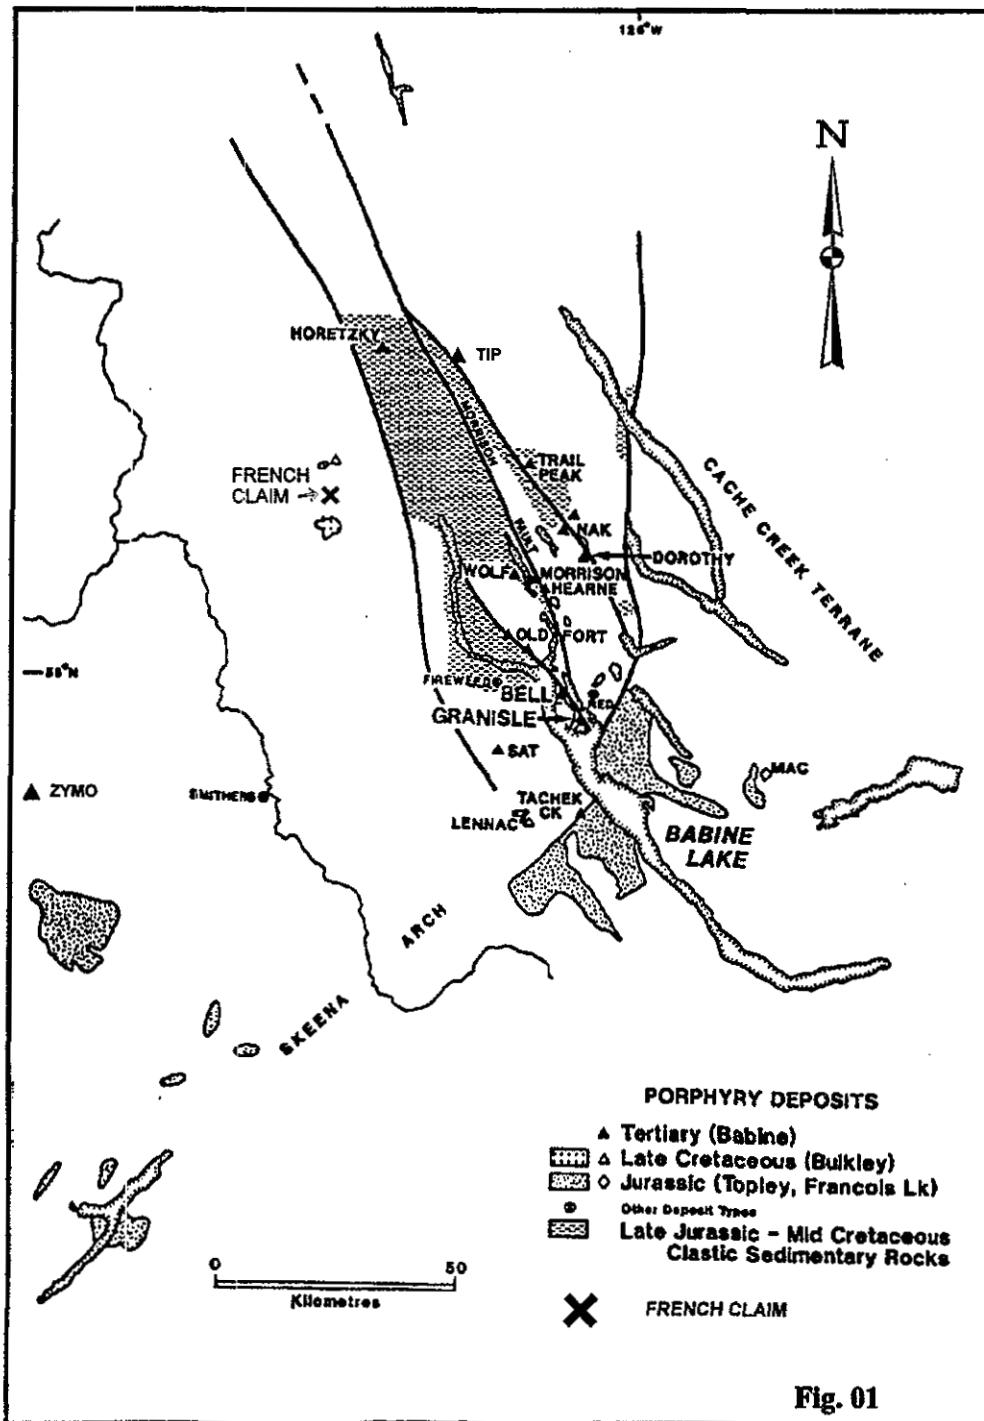 126°W
N
HORETZKY
TIP
MORRISON
FAULT
TRAIL
PEAK
FRENCH
CLAIM
NAK
DOROTHY
CACHE CREEK TERRANE
WOLF
MORRISON
HEARNE
OLD FORT
55°N
FIREWEED
BELL
RED
GRANISLE
SAT
MAC
ZYMO
SMITHERS
TACHEK
CK
LENNAC
BABINE
LAKE
ARCH
SKEENA
PORPHYRY DEPOSITS
Tertiary (Babine)
Late Cretaceous (Bulkley)
Jurassic (Topley, Francois Lk)
Other Deposit Types
Late Jurassic - Mid Cretaceous
Clastic Sedimentary Rocks
0 50
Kilometres
FRENCH CLAIM
Fig. 01